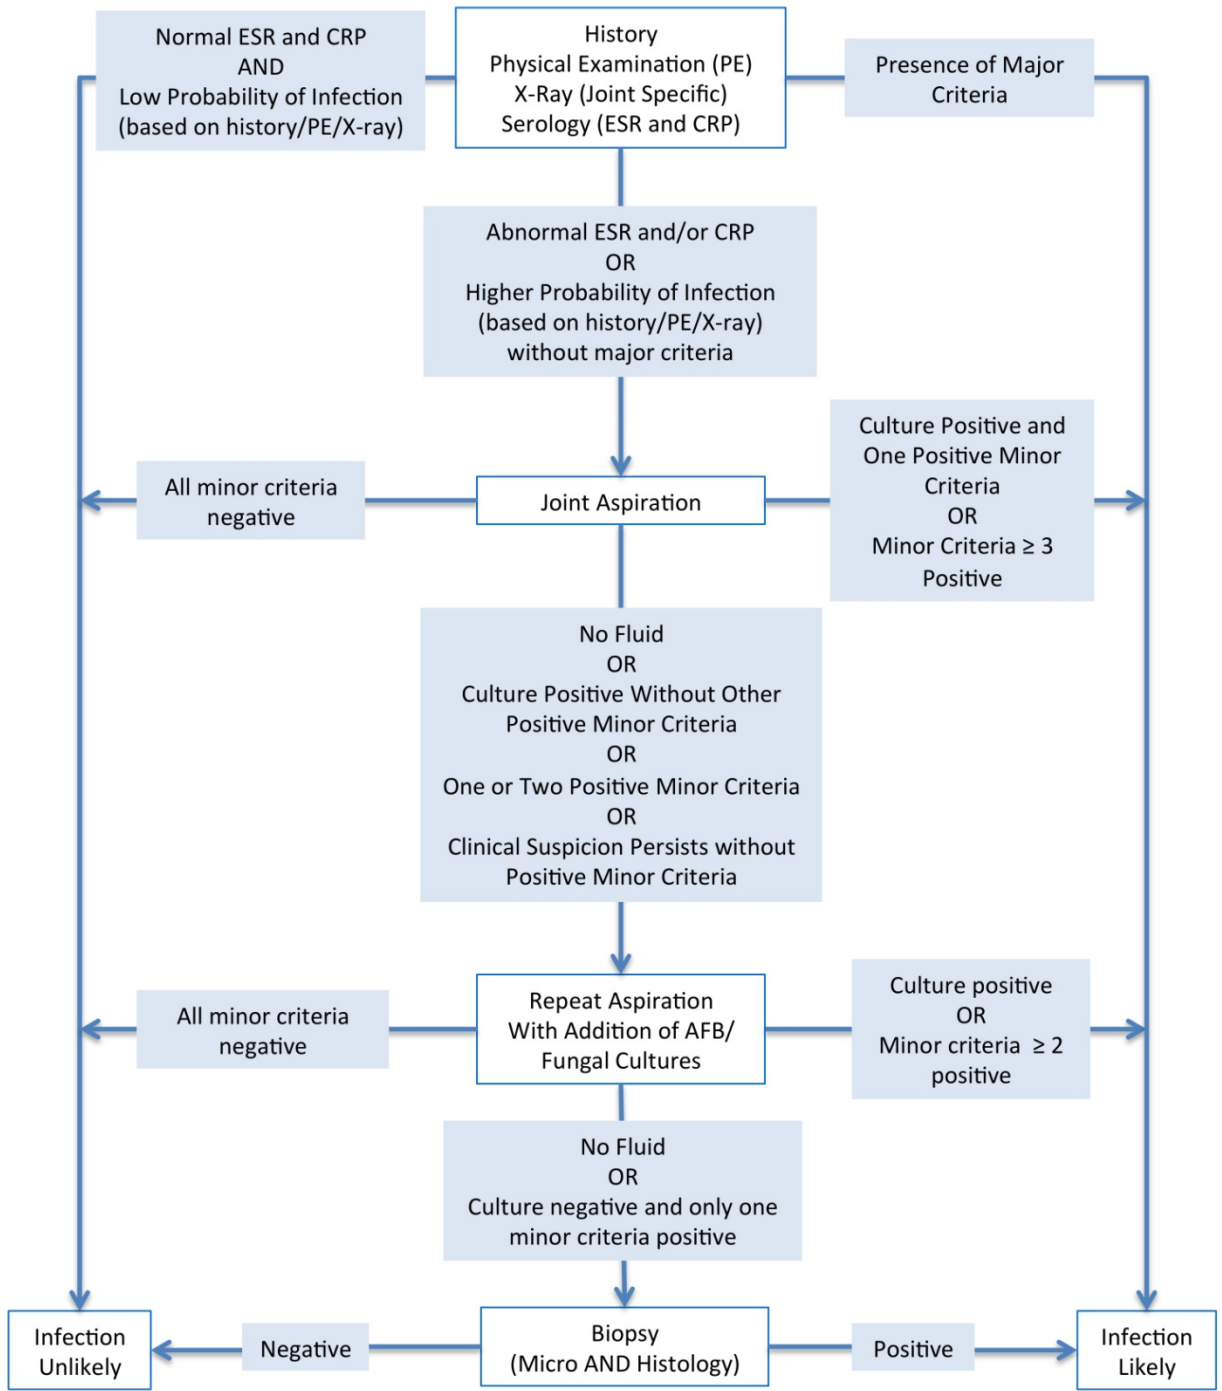 Normal ESR and CRP
AND
Low Probability of Infection
(based on history/PE/X-ray)
History
Physical Examination (PE)
X-Ray (Joint Specific)
Serology (ESR and CRP)
Presence of Major
Criteria
Abnormal ESR and/or CRP
OR
Higher Probability of Infection
(based on history/PE/X-ray)
without major criteria
All minor criteria
negative
Joint Aspiration
Culture Positive and
One Positive Minor
Criteria
OR
Minor Criteria ≥ 3
Positive
No Fluid
OR
Culture Positive Without Other
Positive Minor Criteria
OR
One or Two Positive Minor Criteria
OR
Clinical Suspicion Persists without
Positive Minor Criteria
All minor criteria
negative
Repeat Aspiration
With Addition of AFB/
Fungal Cultures
Culture positive
OR
Minor criteria ≥ 2
positive
No Fluid
OR
Culture negative and only one
minor criteria positive
Infection
Unlikely
Negative
Biopsy
(Micro AND Histology)
Positive
Infection
Likely